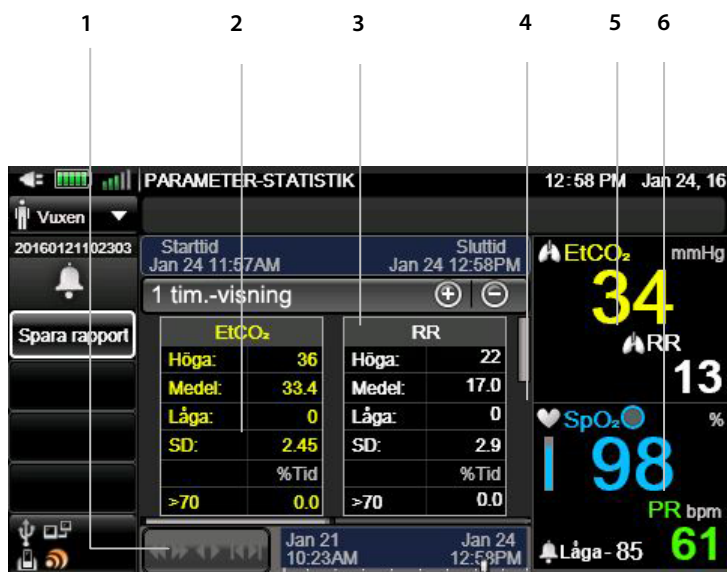 1 2 3 4 5 6
PARAMETER-STATISTIK 12:58 PM Jan 24, 16
Vuxen
20160121102303
Spara rapport
Starttid Sluttid
Jan 24 11:57AM Jan 24 12:58PM
1 tim.-visning
EtCO₂
Höga: 36
Medel: 33.4
Låga: 0
SD: 2.45
%Tid
>70 0.0
RR
Höga: 22
Medel: 17.0
Låga: 0
SD: 2.9
%Tid
>70 0.0
Jan 21 Jan 24
10:23AM 12:58PM
EtCO₂ mmHg
34
RR
13
SpO₂ %
98
PR bpm
Låga- 85 61